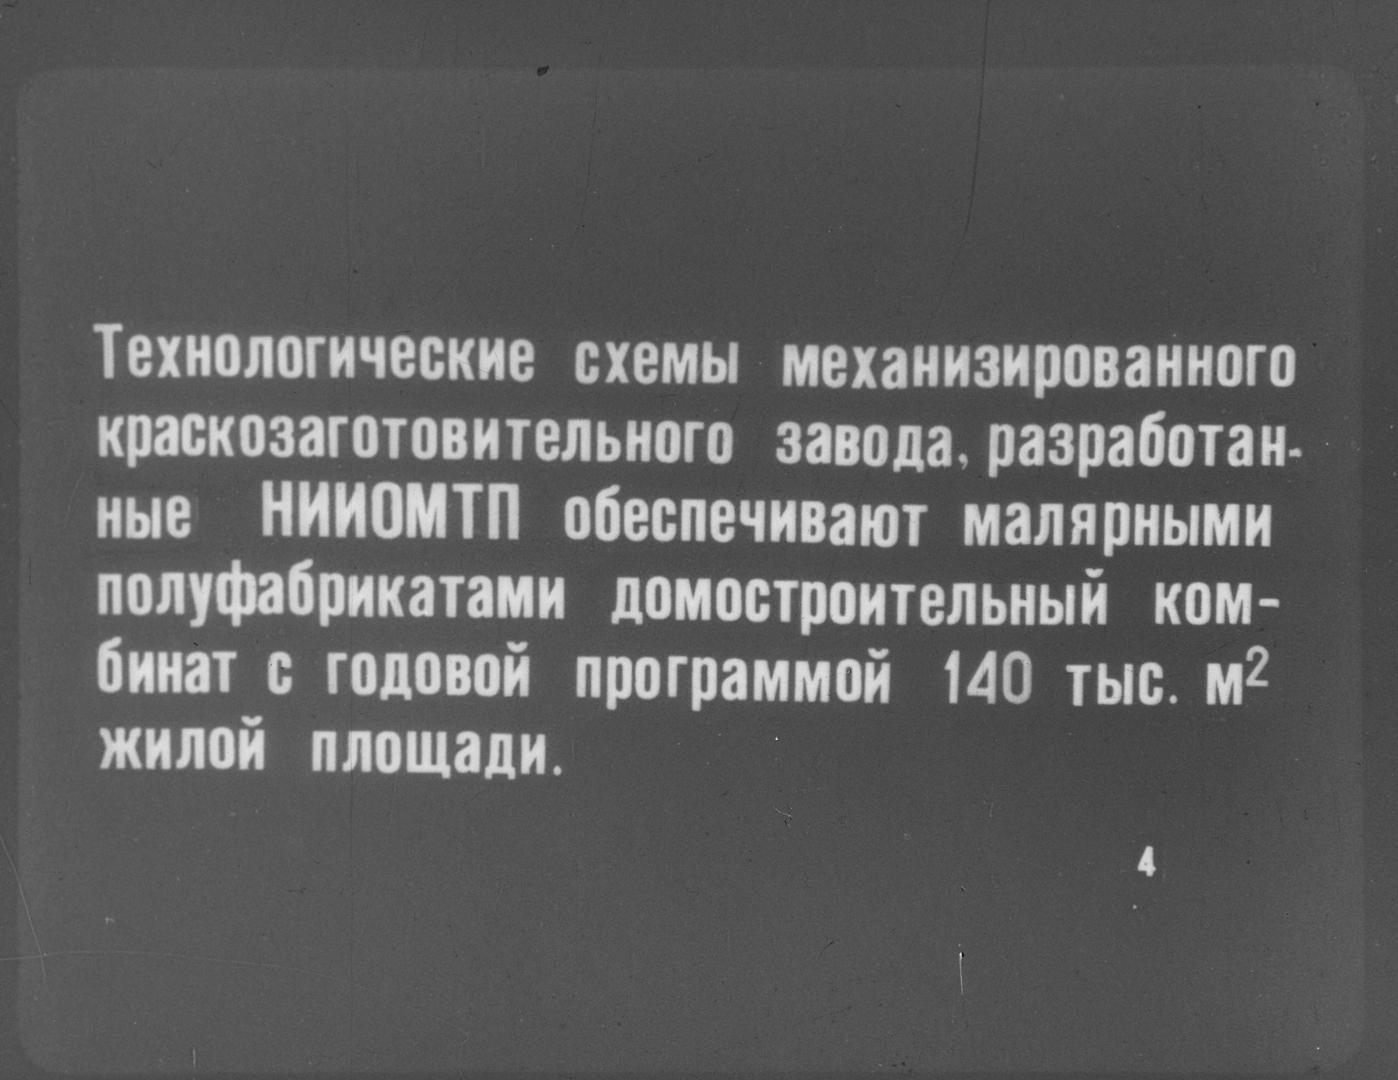 Технологические схемы механизированного
краскозаготовительного завода, разработан-
ные НИИОМТП обеспечивают малярными
полуфабрикатами домостроительный ком-
бинат с годовой программой 140 тыс. м²
жилой площади.
4